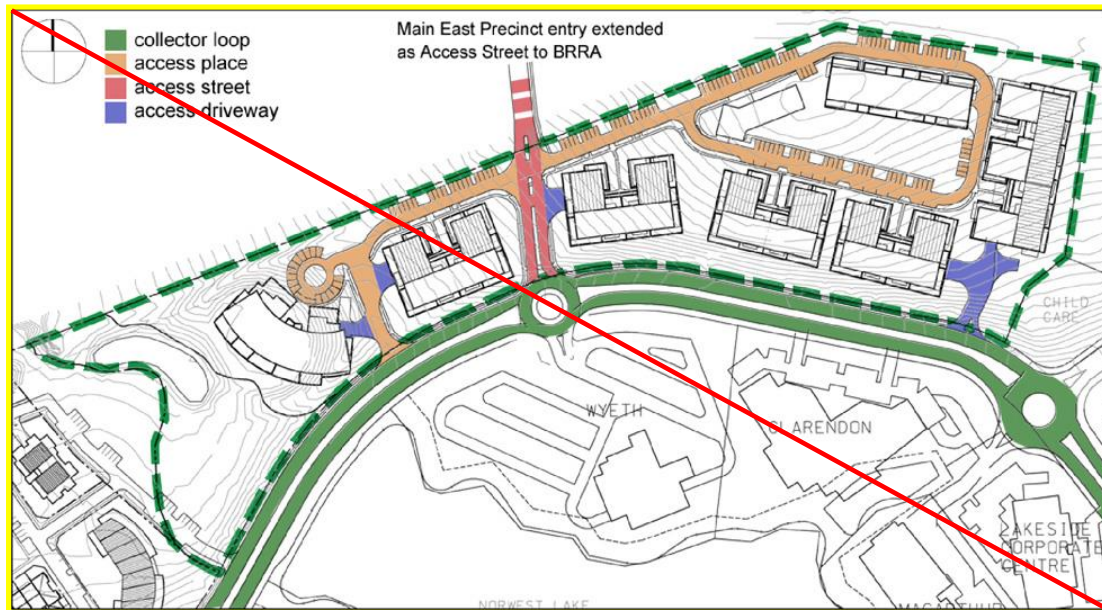 Main East Precinct entry extended
as Access Street to BRRA
collector loop
access place
access street
access driveway
CHILD
CARE
WYETH
CLARENDON
LAKESIDE
CORPORATE
CENTRE
MACARTHUR
NORWEST LAKE